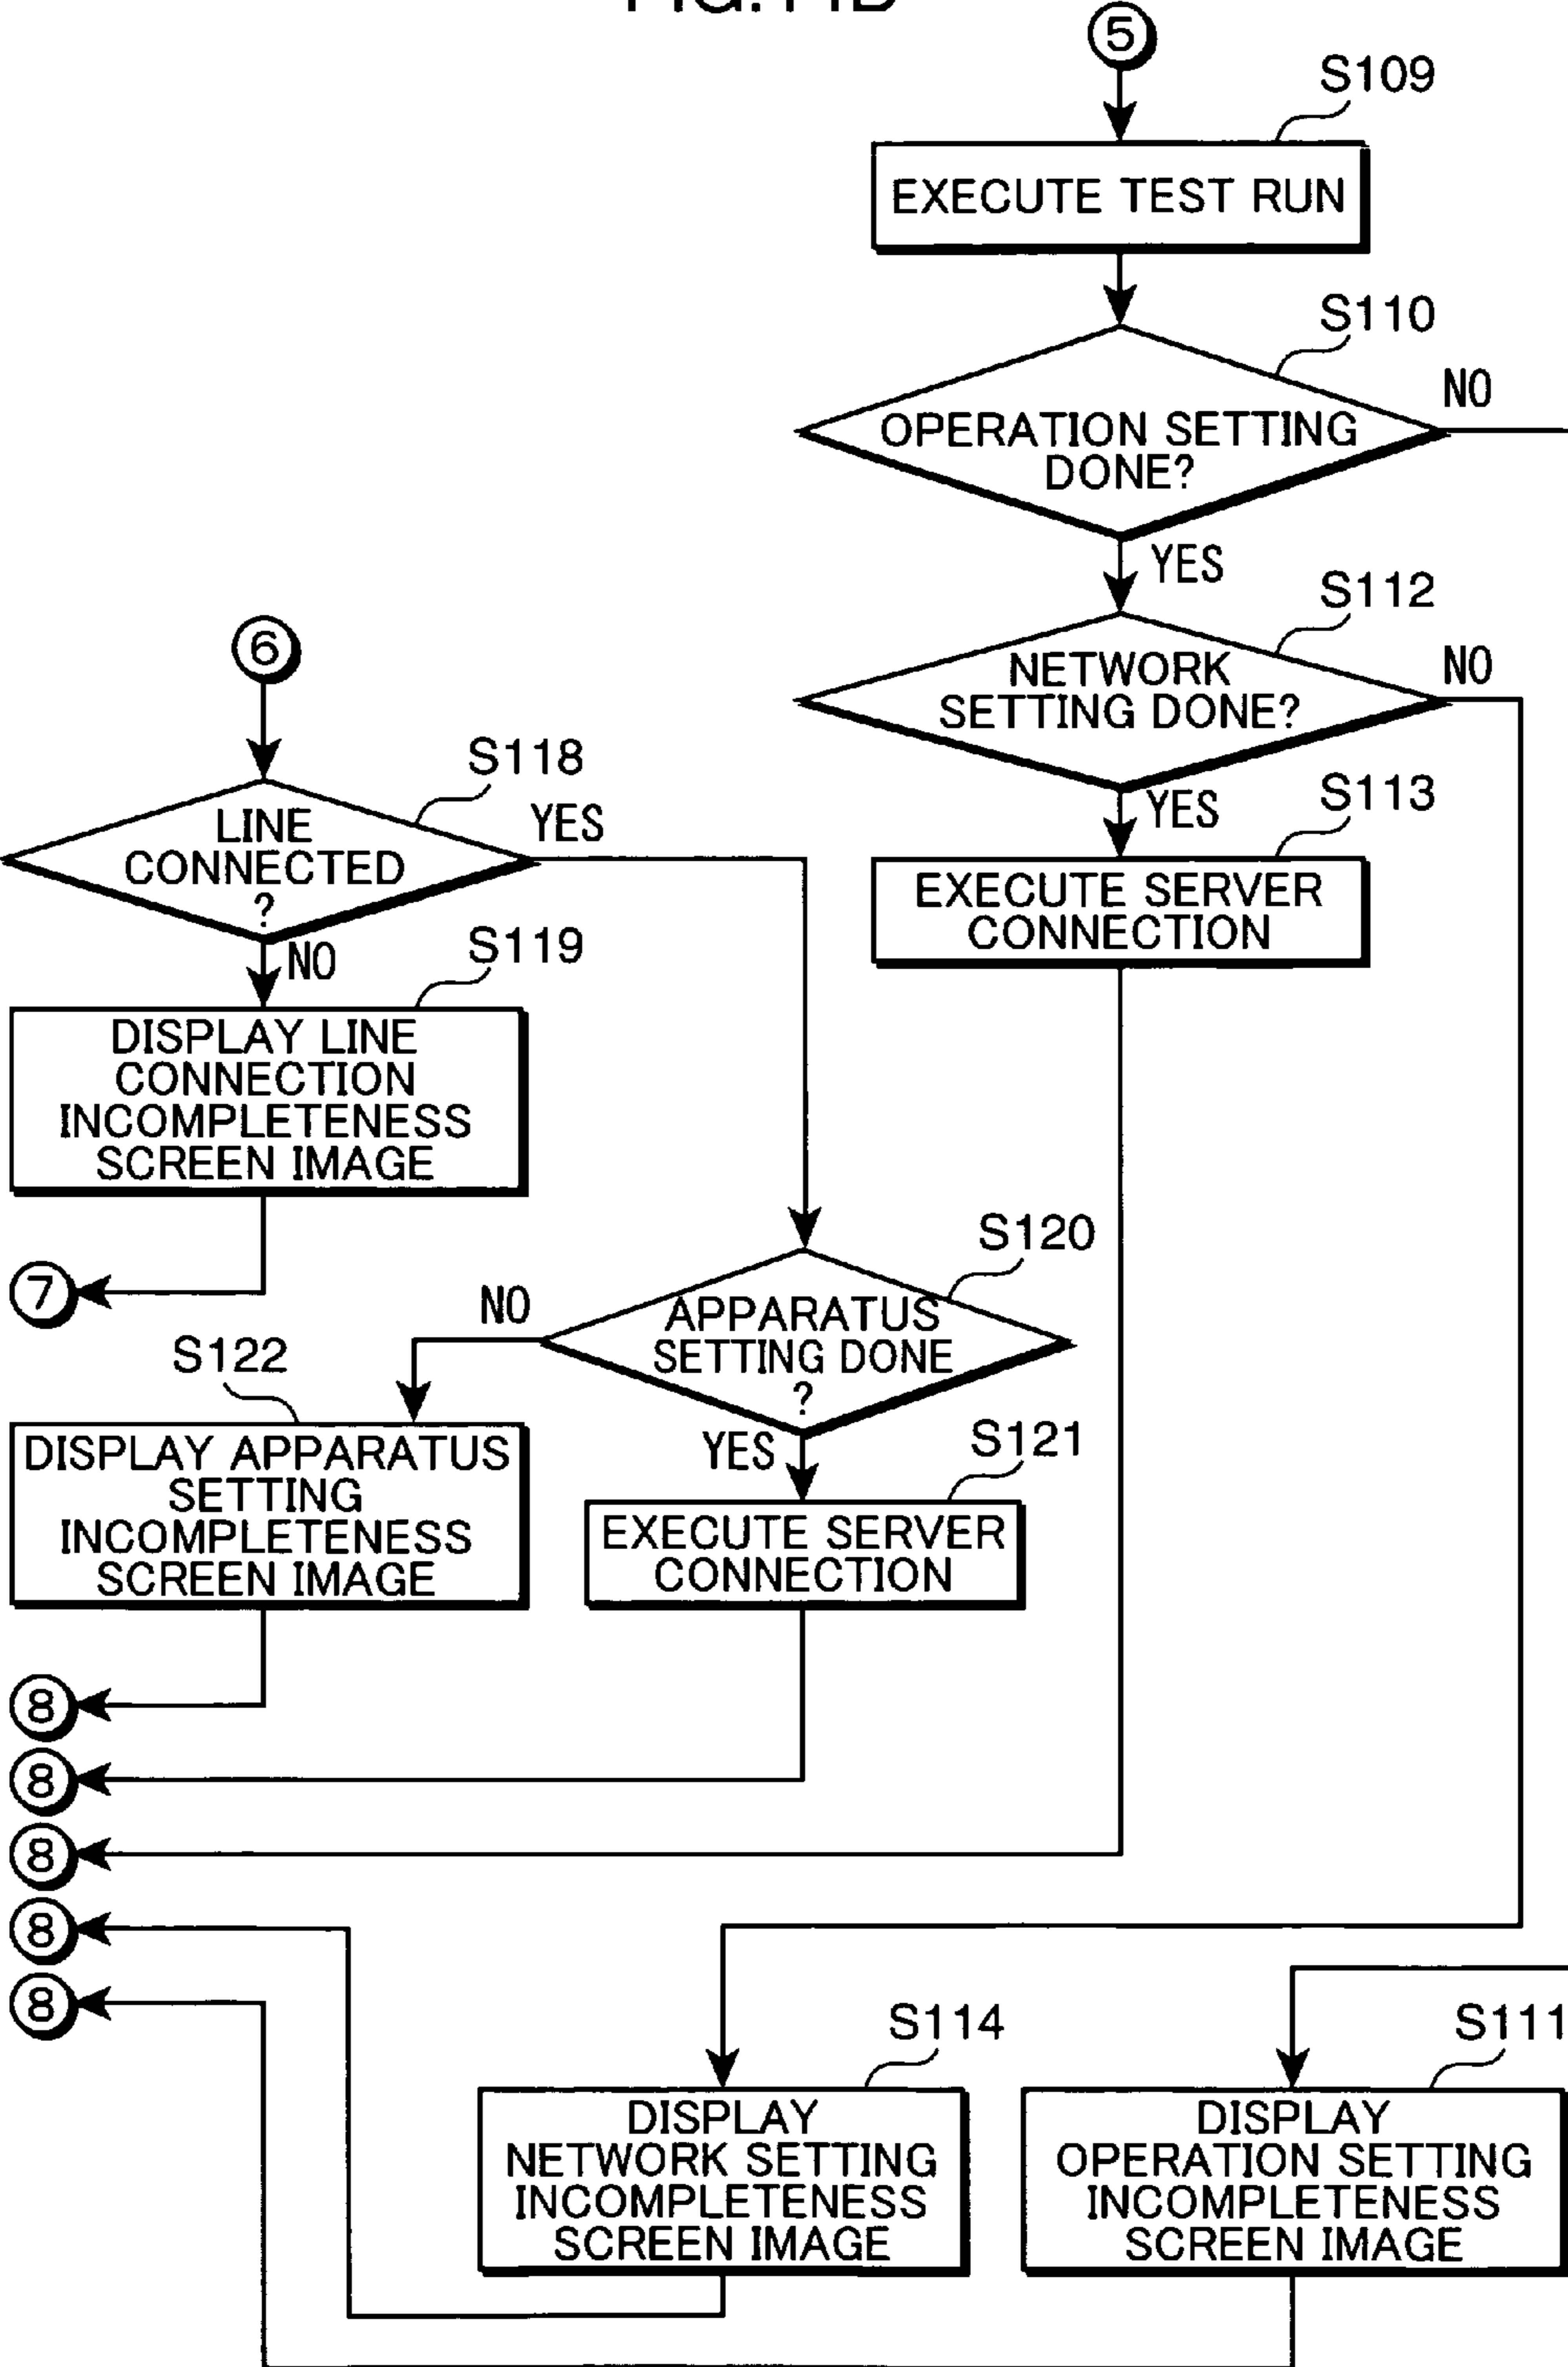 5
S109
EXECUTE TEST RUN
S110
NO
OPERATION SETTING
DONE?
YES
S112
NO
NETWORK
SETTING DONE?
YES
S113
EXECUTE SERVER
CONNECTION
6
S118
YES
LINE
CONNECTED
?
NO
S119
DISPLAY LINE
CONNECTION
INCOMPLETENESS
SCREEN IMAGE
7
S120
NO
APPARATUS
SETTING DONE
?
YES
S122
DISPLAY APPARATUS
SETTING
INCOMPLETENESS
SCREEN IMAGE
S121
EXECUTE SERVER
CONNECTION
8
8
8
8
8
S114
DISPLAY
NETWORK SETTING
INCOMPLETENESS
SCREEN IMAGE
S111
DISPLAY
OPERATION SETTING
INCOMPLETENESS
SCREEN IMAGE